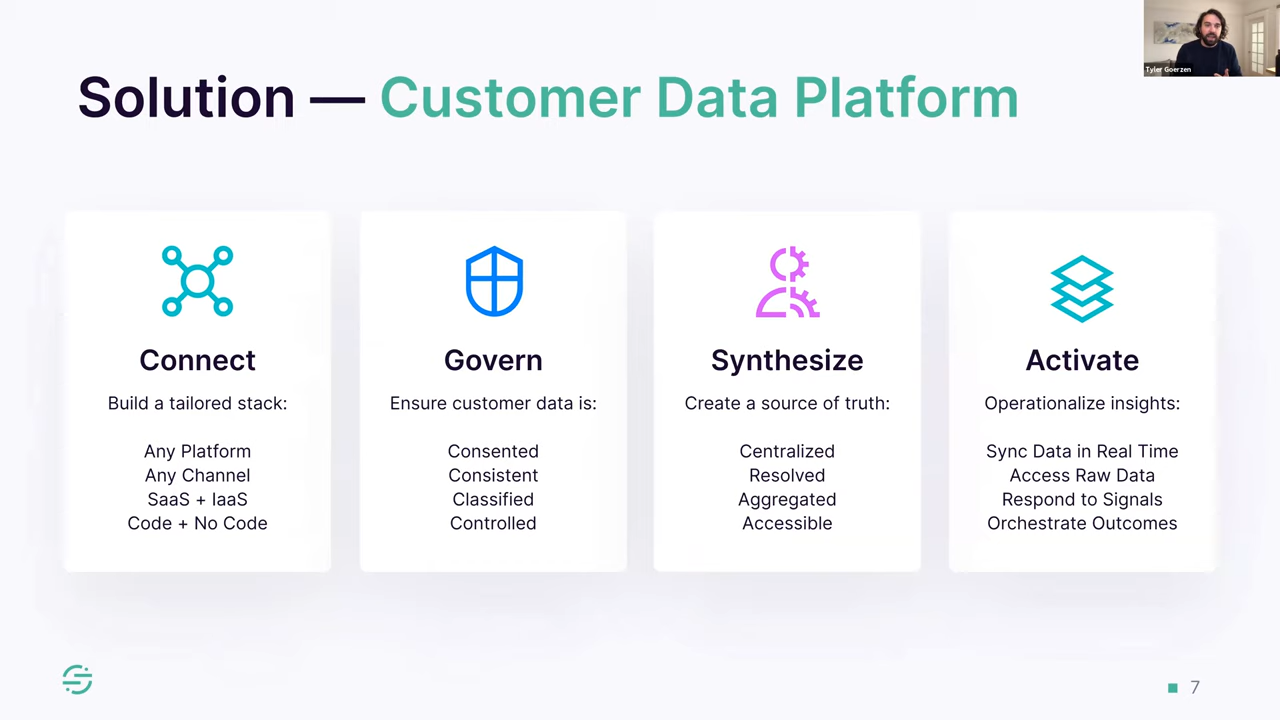 Tyler Goerzen
Solution — Customer Data Platform
Connect
Build a tailored stack:
Any Platform
Any Channel
SaaS + IaaS
Code + No Code
Govern
Ensure customer data is:
Consented
Consistent
Classified
Controlled
Synthesize
Create a source of truth:
Centralized
Resolved
Aggregated
Accessible
Activate
Operationalize insights:
Sync Data in Real Time
Access Raw Data
Respond to Signals
Orchestrate Outcomes
7